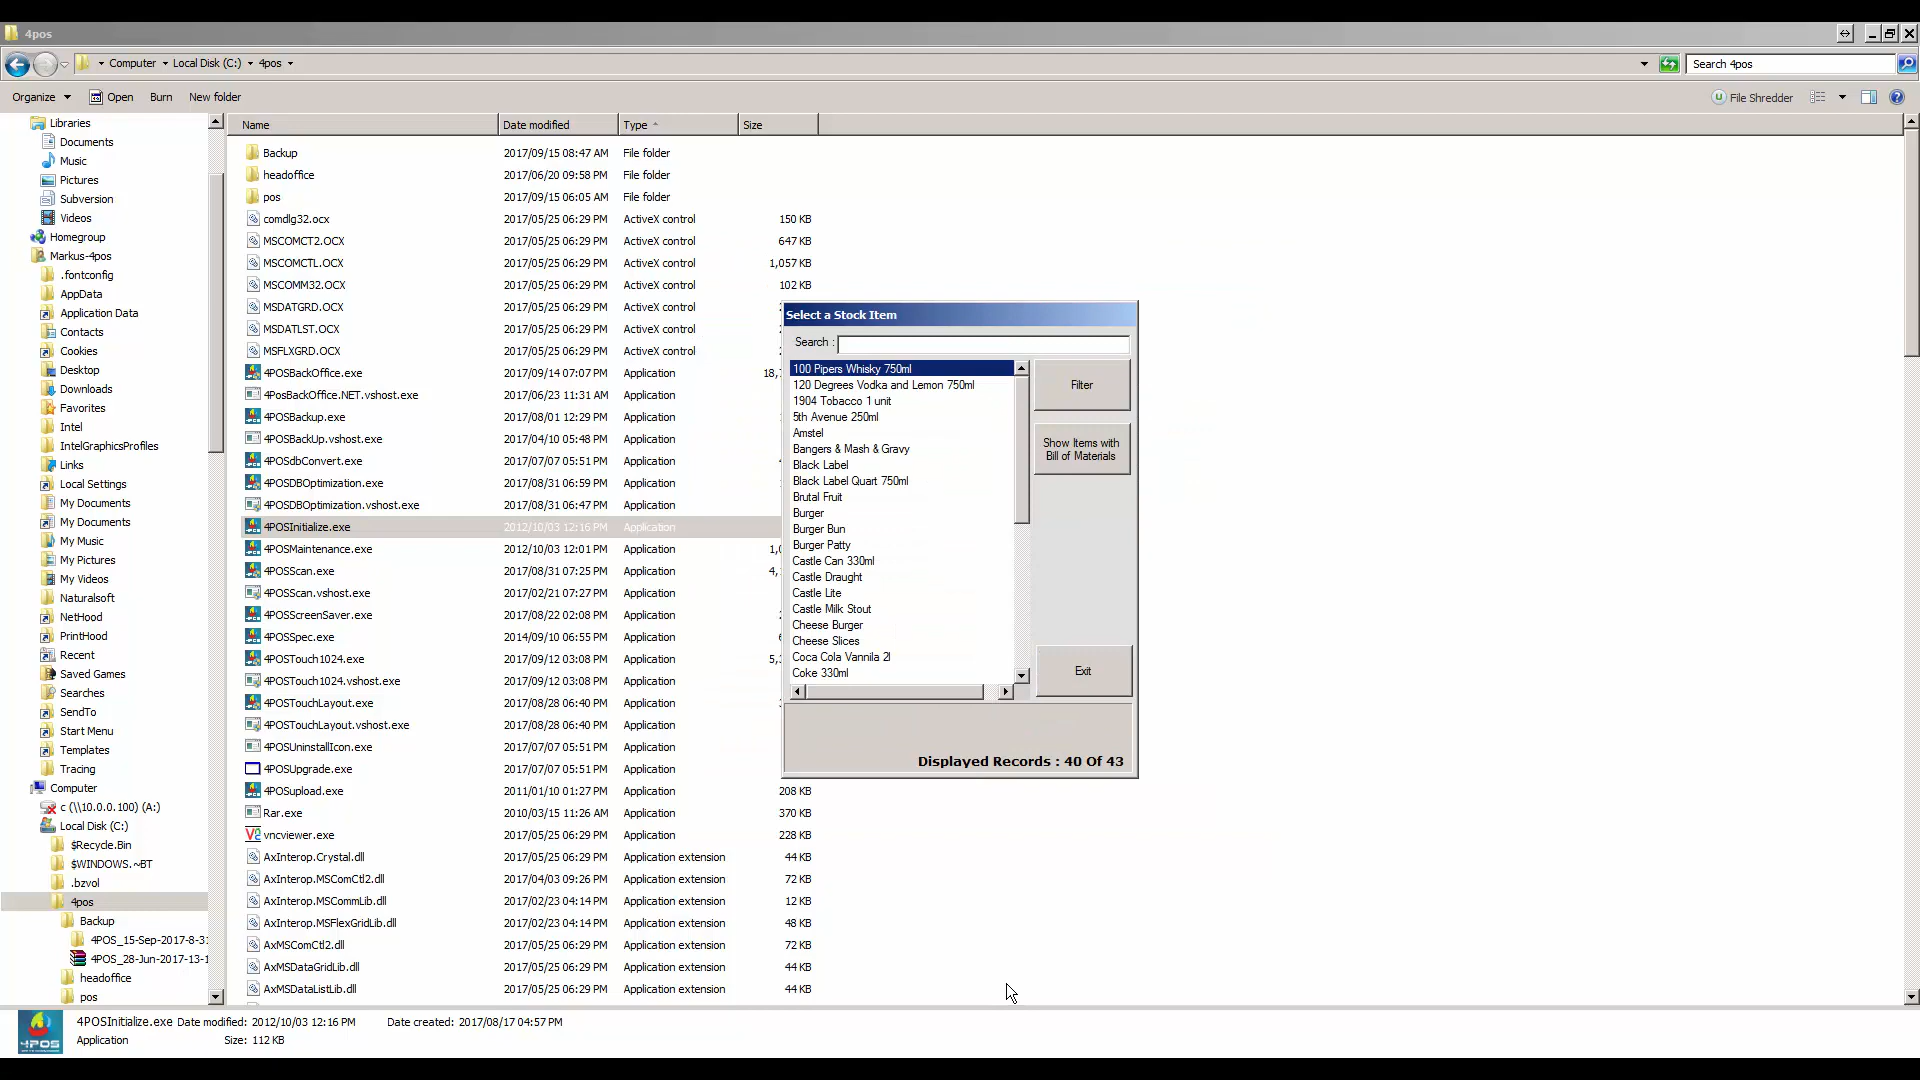 4pos
Computer Local Disk (C:) 4pos
Search 4pos
Organize Open Burn New folder
File Shredder
Libraries
Documents
Music
Pictures
Subversion
Videos
Homegroup
Markus-4pos
.fontconfig
AppData
Application Data
Contacts
Cookies
Desktop
Downloads
Favorites
Intel
IntelGraphicsProfiles
Links
Local Settings
My Documents
My Documents
My Music
My Pictures
My Videos
Naturalsoft
NetHood
PrintHood
Recent
Saved Games
Searches
SendTo
Start Menu
Templates
Tracing
Computer
c (\\10.0.0.100) (A:)
Local Disk (C:)
$Recycle.Bin
$WINDOWS.~BT
.bzvol
4pos
Backup
4POS_15-Sep-2017-8-31
4POS_28-Jun-2017-13-1
headoffice
pos
Name Date modified Type Size
Backup 2017/09/15 08:47 AM File folder
headoffice 2017/06/20 09:58 PM File folder
pos 2017/09/15 06:05 AM File folder
comdlg32.ocx 2017/05/25 06:29 PM ActiveX control 150 KB
MSCOMCT2.OCX 2017/05/25 06:29 PM ActiveX control 647 KB
MSCOMCTL.OCX 2017/05/25 06:29 PM ActiveX control 1,057 KB
MSCOMM32.OCX 2017/05/25 06:29 PM ActiveX control 102 KB
MSDATGRD.OCX 2017/05/25 06:29 PM ActiveX control
MSDATLST.OCX 2017/05/25 06:29 PM ActiveX control
MSFLXGRD.OCX 2017/05/25 06:29 PM ActiveX control
4POSBackOffice.exe 2017/09/14 07:07 PM Application 18,
4PosBackOffice.NET.vshost.exe 2017/06/23 11:31 AM Application
4POSBackup.exe 2017/08/01 12:29 PM Application
4POSBackUp.vshost.exe 2017/04/10 05:48 PM Application
4POSdbConvert.exe 2017/07/07 05:51 PM Application
4POSDBOptimization.exe 2017/08/31 06:59 PM Application
4POSDBOptimization.vshost.exe 2017/08/31 06:47 PM Application
4POSInitialize.exe 2012/10/03 12:16 PM Application
4POSMaintenance.exe 2012/10/03 12:01 PM Application 1,0
4POSScan.exe 2017/08/31 07:25 PM Application 4,
4POSScan.vshost.exe 2017/02/21 07:27 PM Application
4POSScreenSaver.exe 2017/08/22 02:08 PM Application
4POSSpec.exe 2014/09/10 06:55 PM Application
4POSTouch1024.exe 2017/09/12 03:08 PM Application 5,
4POSTouch1024.vshost.exe 2017/09/12 03:08 PM Application
4POSTouchLayout.exe 2017/08/28 06:40 PM Application
4POSTouchLayout.vshost.exe 2017/08/28 06:40 PM Application
4POSUninstallIcon.exe 2017/07/07 05:51 PM Application
4POSUpgrade.exe 2017/07/07 05:51 PM Application
4POSupload.exe 2011/01/10 01:27 PM Application 208 KB
Rar.exe 2010/03/15 11:26 AM Application 370 KB
vncviewer.exe 2017/05/25 06:29 PM Application 228 KB
AxInterop.Crystal.dll 2017/05/25 06:29 PM Application extension 44 KB
AxInterop.MSComCtl2.dll 2017/04/03 09:26 PM Application extension 72 KB
AxInterop.MSCommLib.dll 2017/02/23 04:14 PM Application extension 12 KB
AxInterop.MSFlexGridLib.dll 2017/02/23 04:14 PM Application extension 48 KB
AxMSComCtl2.dll 2017/05/25 06:29 PM Application extension 72 KB
AxMSDataGridLib.dll 2017/05/25 06:29 PM Application extension 44 KB
AxMSDataListLib.dll 2017/05/25 06:29 PM Application extension 44 KB
Select a Stock Item
Search :
100 Pipers Whisky 750ml
120 Degrees Vodka and Lemon 750ml
1904 Tobacco 1 unit
5th Avenue 250ml
Amstel
Bangers & Mash & Gravy
Black Label
Black Label Quart 750ml
Brutal Fruit
Burger
Burger Bun
Burger Patty
Castle Can 330ml
Castle Draught
Castle Lite
Castle Milk Stout
Cheese Burger
Cheese Slices
Coca Cola Vannila 2l
Coke 330ml
Filter
Show Items with
Bill of Materials
Exit
Displayed Records : 40 Of 43
4POSInitialize.exe Date modified: 2012/10/03 12:16 PM Date created: 2017/08/17 04:57 PM
Application Size: 112 KB
4POS